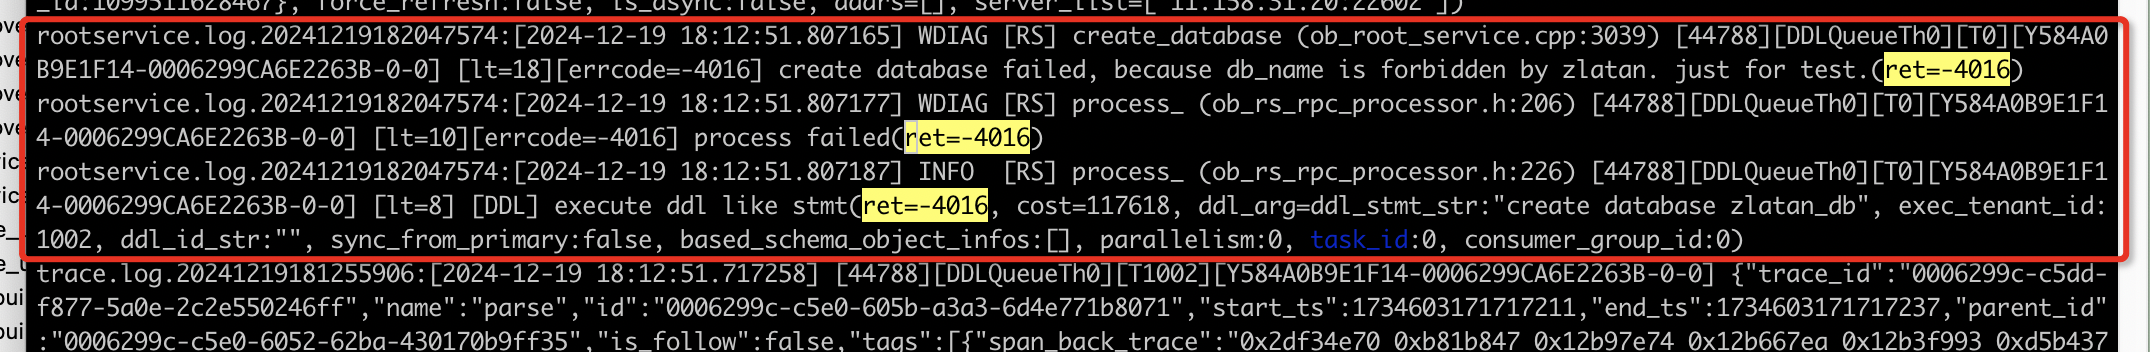 _id:1099511628467}, force_refresh:false, is_async:false, addrs=[], server_list=["11.158.31.20:22602"])
rootservice.log.20241219182047574:[2024-12-19 18:12:51.807165] WDIAG [RS] create_database (ob_root_service.cpp:3039) [44788][DDLQueueTh0][T0][Y584A0
B9E1F14-0006299CA6E2263B-0-0] [lt=18][errcode=-4016] create database failed, because db_name is forbidden by zlatan. just for test.(ret=-4016)
rootservice.log.20241219182047574:[2024-12-19 18:12:51.807177] WDIAG [RS] process_ (ob_rs_rpc_processor.h:206) [44788][DDLQueueTh0][T0][Y584A0B9E1F1
4-0006299CA6E2263B-0-0] [lt=10][errcode=-4016] process failed(ret=-4016)
rootservice.log.20241219182047574:[2024-12-19 18:12:51.807187] INFO  [RS] process_ (ob_rs_rpc_processor.h:226) [44788][DDLQueueTh0][T0][Y584A0B9E1F1
4-0006299CA6E2263B-0-0] [lt=8] [DDL] execute ddl like stmt(ret=-4016, cost=117618, ddl_arg=ddl_stmt_str:"create database zlatan_db", exec_tenant_id:
1002, ddl_id_str:"", sync_from_primary:false, based_schema_object_infos:[], parallelism:0, task_id:0, consumer_group_id:0)
trace.log.20241219181255906:[2024-12-19 18:12:51.717258] [44788][DDLQueueTh0][T1002][Y584A0B9E1F14-0006299CA6E2263B-0-0] {"trace_id":"0006299c-c5dd-
f877-5a0e-2c2e550246ff","name":"parse","id":"0006299c-c5e0-605b-a3a3-6d4e771b8071","start_ts":1734603171717211,"end_ts":1734603171717237,"parent_id"
:"0006299c-c5e0-6052-62ba-430170b9ff35","is_follow":false,"tags":[{"span_back_trace":"0x2df34e70 0xb81b847 0x12b97e74 0x12b667ea 0x12b3f993 0xd5b437